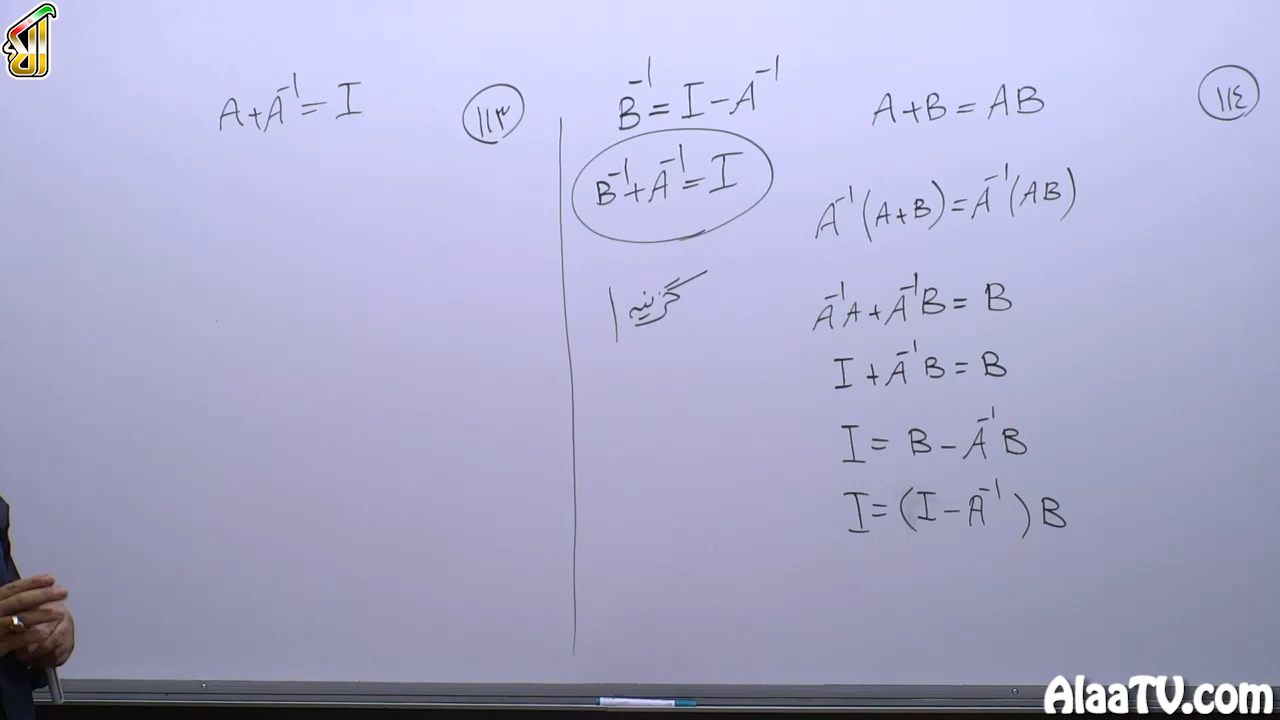 ۱۱۴
A+B=AB
A⁻¹(A+B)=A⁻¹(AB)
A⁻¹A+A⁻¹B=B
I+A⁻¹B=B
I=B-A⁻¹B
I=(I-A⁻¹)B
B⁻¹=I-A⁻¹
B⁻¹+A⁻¹=I
گزینه ۱
۱۱۳
A+A⁻¹=I
AlaaTV.com